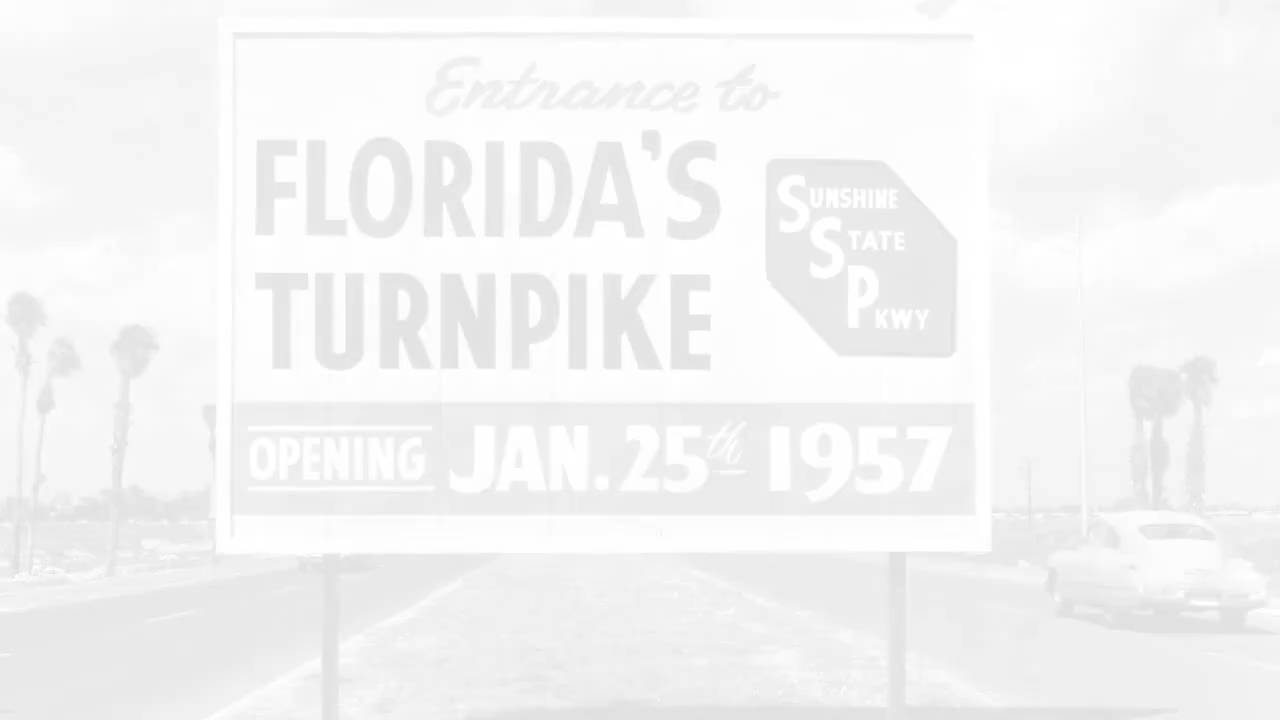 Entrance to
FLORIDA'S
TURNPIKE
SUNSHINE
STATE
PKWY
OPENING JAN. 25th 1957